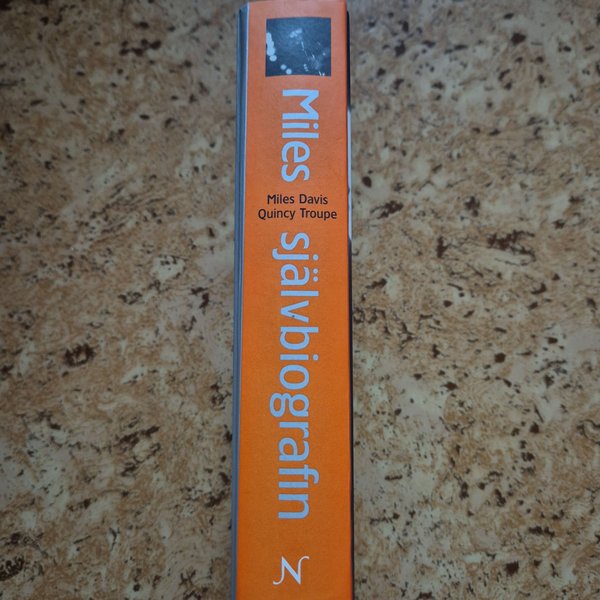 Miles självbiografin
Miles Davis
Quincy Troupe
N